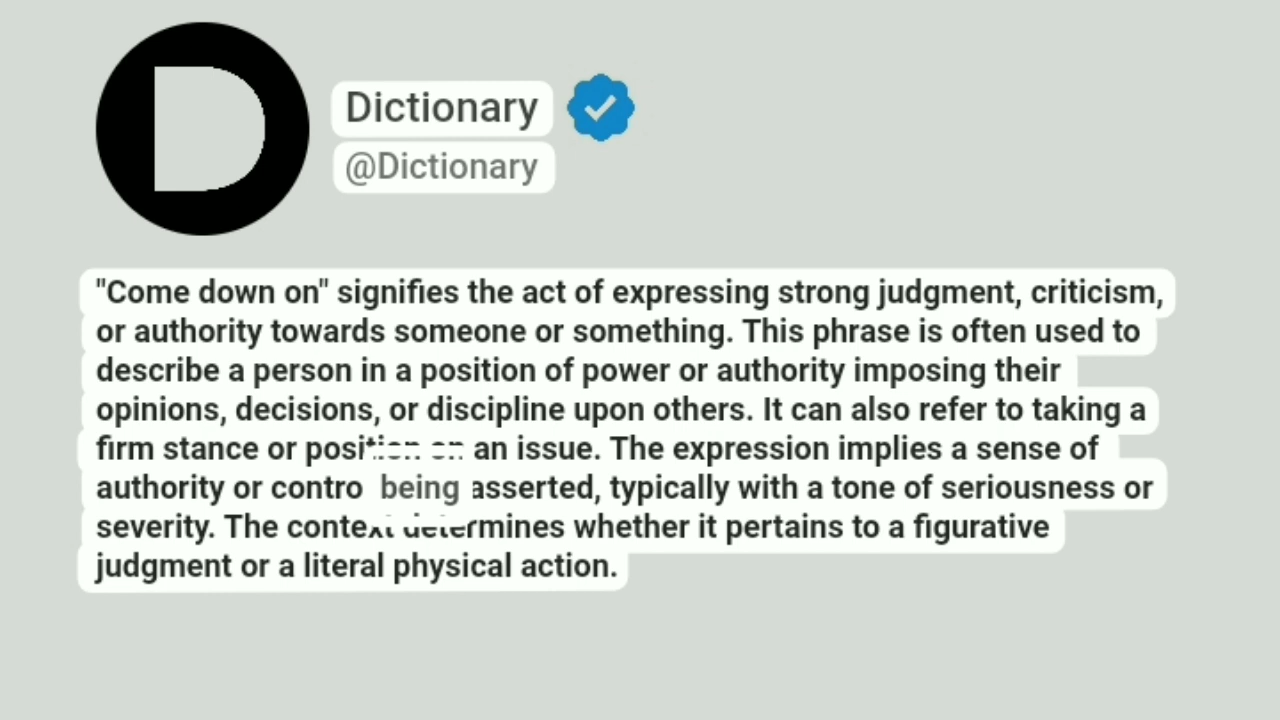 D
Dictionary
@Dictionary
"Come down on" signifies the act of expressing strong judgment, criticism,
or authority towards someone or something. This phrase is often used to
describe a person in a position of power or authority imposing their
opinions, decisions, or discipline upon others. It can also refer to taking a
firm stance or position on an issue. The expression implies a sense of
authority or contro being asserted, typically with a tone of seriousness or
severity. The context determines whether it pertains to a figurative
judgment or a literal physical action.